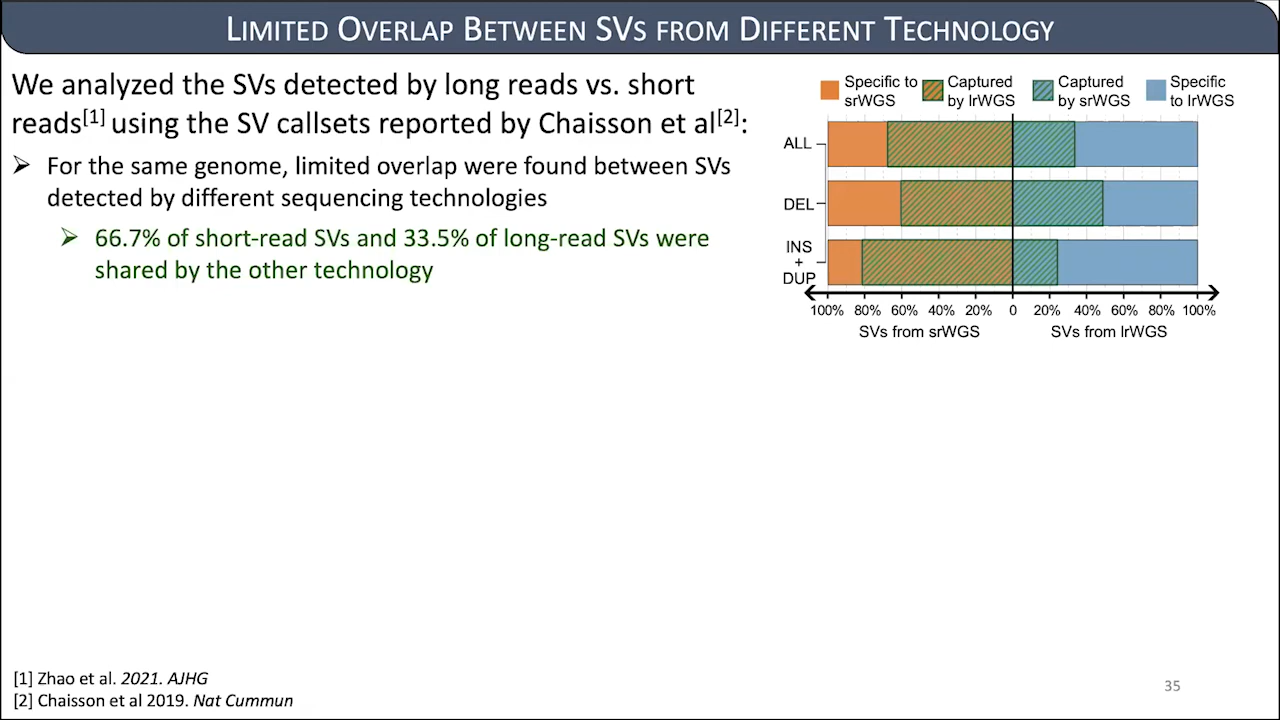 LIMITED OVERLAP BETWEEN SVS FROM DIFFERENT TECHNOLOGY
We analyzed the SVs detected by long reads vs. short
reads[1] using the SV callsets reported by Chaisson et al[2]:
➢ For the same genome, limited overlap were found between SVs
detected by different sequencing technologies
➢ 66.7% of short-read SVs and 33.5% of long-read SVs were
shared by the other technology
Specific to
srWGS
Captured
by lrWGS
Captured
by srWGS
Specific
to lrWGS
ALL
DEL
INS
+
DUP
100% 80% 60% 40% 20% 0 20% 40% 60% 80% 100%
SVs from srWGS SVs from lrWGS
[1] Zhao et al. 2021. AJHG
[2] Chaisson et al 2019. Nat Cummun
35